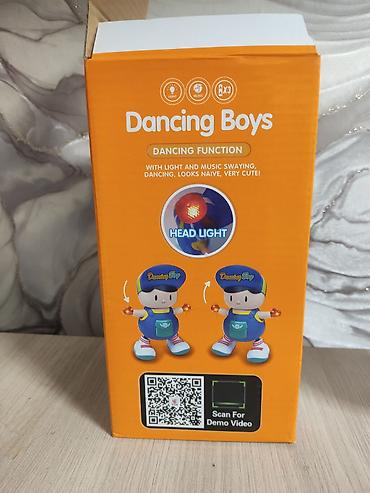 Dancing Boys
DANCING FUNCTION
WITH LIGHT AND MUSIC SWAYING,
DANCING, LOOKS NAIVE, VERY CUTE!
HEAD LIGHT
Dancing Boy
Dancing Boy
Scan For
Demo Video